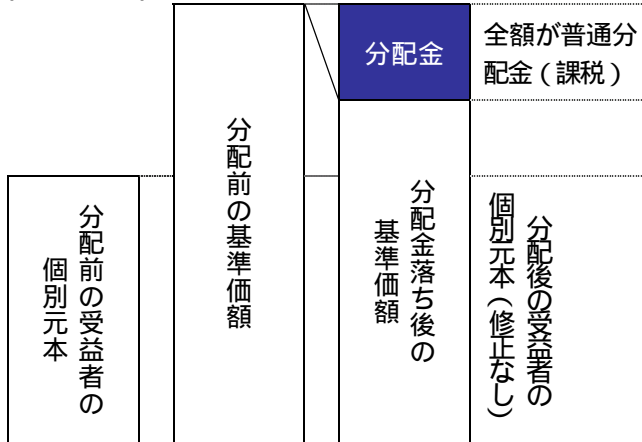 分配金
全額が普通分
配金(課税)
分配前の受益者の
個別元本
分配前の基準価額
分配金落ち後の
基準価額
分配後の受益者の
個別元本(修正なし)